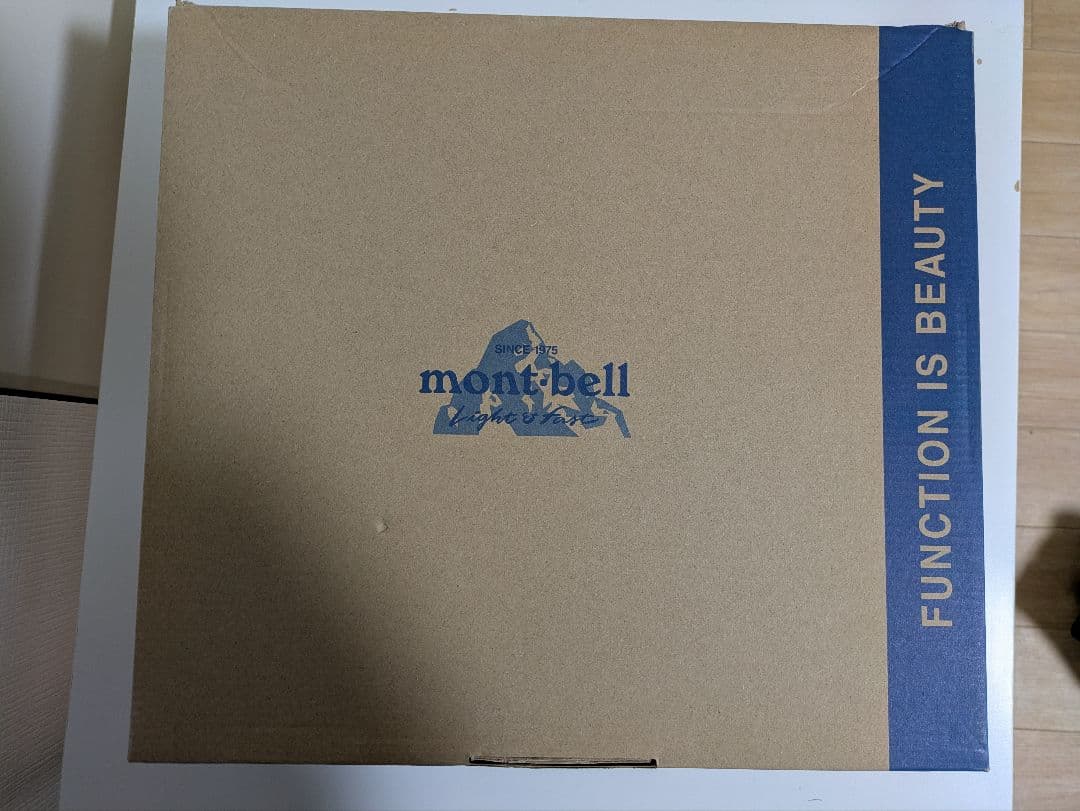 SINCE 1975
mont·bell
Light & Fast
FUNCTION IS BEAUTY